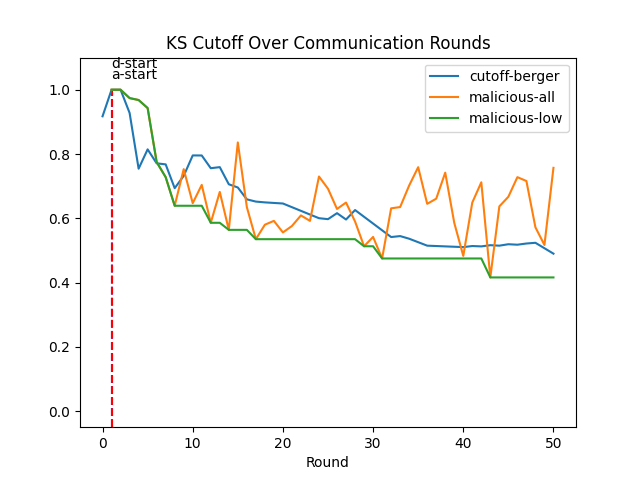 KS Cutoff Over Communication Rounds
d-start
a-start
cutoff-berger
malicious-all
malicious-low
1.0
0.8
0.6
0.4
0.2
0.0
0 10 20 30 40 50
Round